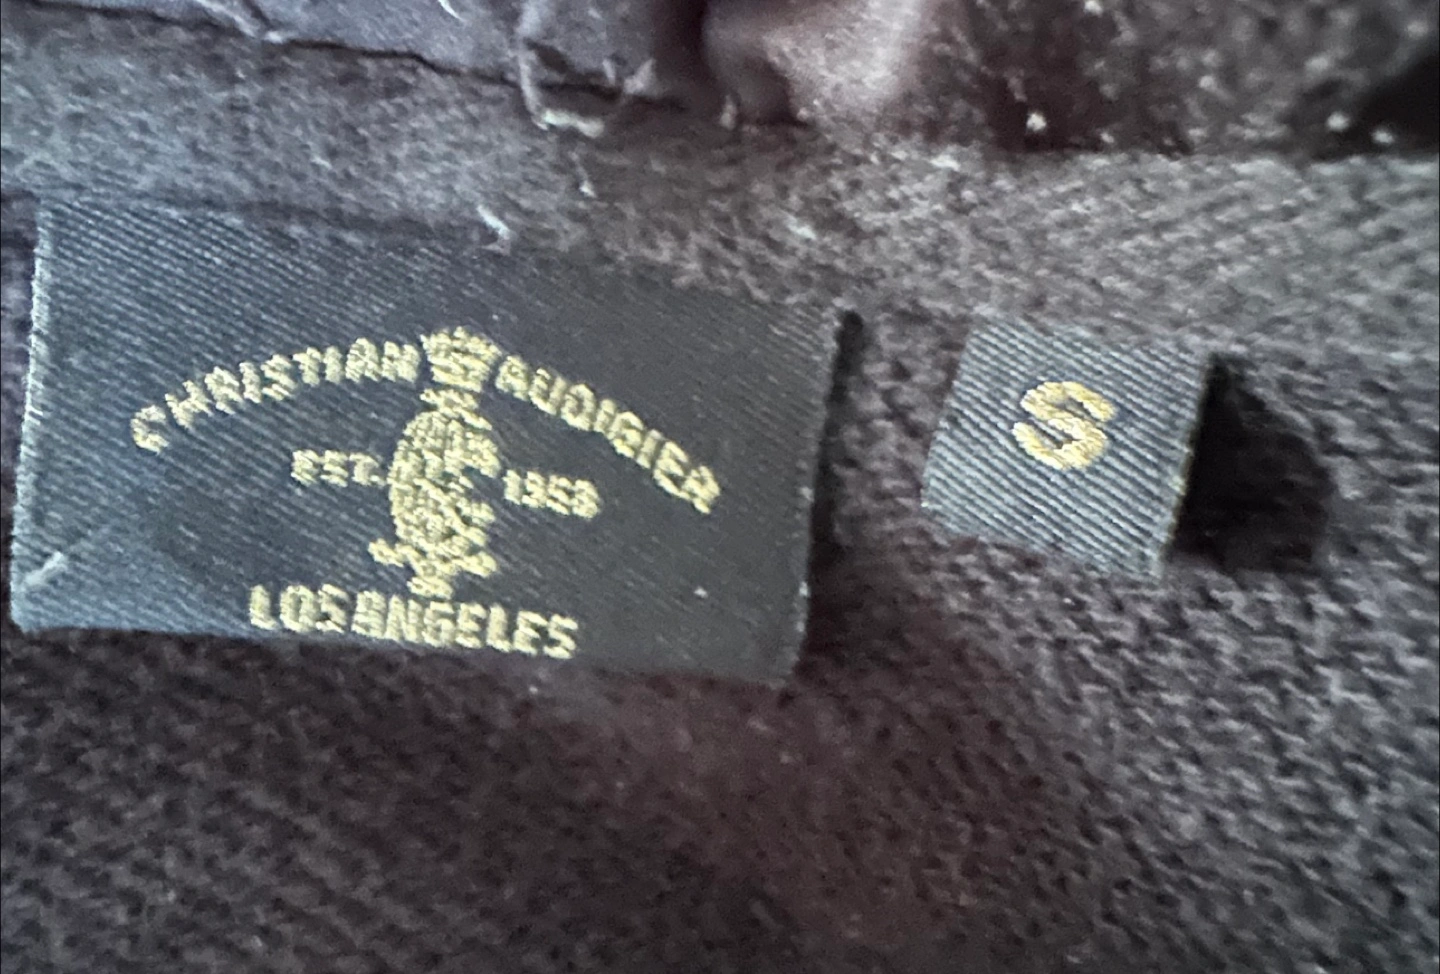 CHRISTIAN AUDIGIER
EST. 1958
LOS ANGELES
S